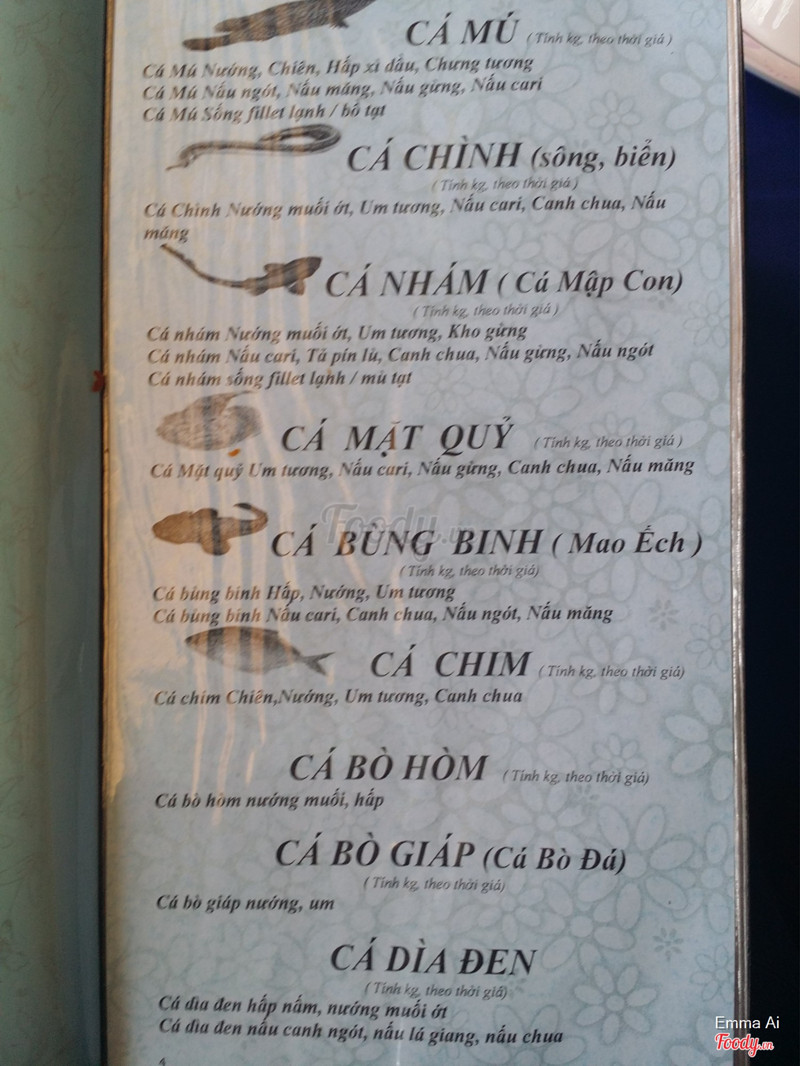 CÁ MÚ ( Tính kg, theo thời giá )
Cá Mú Nướng, Chiên, Hấp xì dầu, Chưng tương
Cá Mú Nấu ngót, Nấu măng, Nấu gừng, Nấu cari
Cá Mú Sống fillet lạnh / bồ tạt
CÁ CHÌNH (sông, biển)
( Tính kg, theo thời giá )
Cá Chình Nướng muối ớt, Um tương, Nấu cari, Canh chua, Nấu
măng
CÁ NHÁM ( Cá Mập Con)
( Tính kg, theo thời giá )
Cá nhám Nướng muối ớt, Um tương, Kho gừng
Cá nhám Nấu cari, Tả pín lù, Canh chua, Nấu gừng, Nấu ngót
Cá nhám sống fillet lạnh / mù tạt
CÁ MẶT QUỶ ( Tính kg, theo thời giá )
Cá Mặt quỷ Um tương, Nấu cari, Nấu gừng, Canh chua, Nấu măng
Foody.vn
CÁ BÙNG BINH ( Mao Ếch )
( Tính kg, theo thời giá)
Cá bùng binh Hấp, Nướng, Um tương
Cá bùng binh Nấu cari, Canh chua, Nấu ngót, Nấu măng
CÁ CHIM ( Tính kg, theo thời giá)
Cá chim Chiên,Nướng, Um tương, Canh chua
CÁ BÒ HÒM ( Tính kg, theo thời giá)
Cá bò hòm nướng muối, hấp
CÁ BÒ GIÁP (Cá Bò Đá)
( Tính kg, theo thời giá)
Cá bò giáp nướng, um
CÁ DÌA ĐEN
( Tính kg, theo thời giá)
Cá dìa đen hấp nấm, nướng muối ớt
Cá dìa đen nấu canh ngót, nấu lá giang, nấu chua
4
Emma Ai
Foody.vn